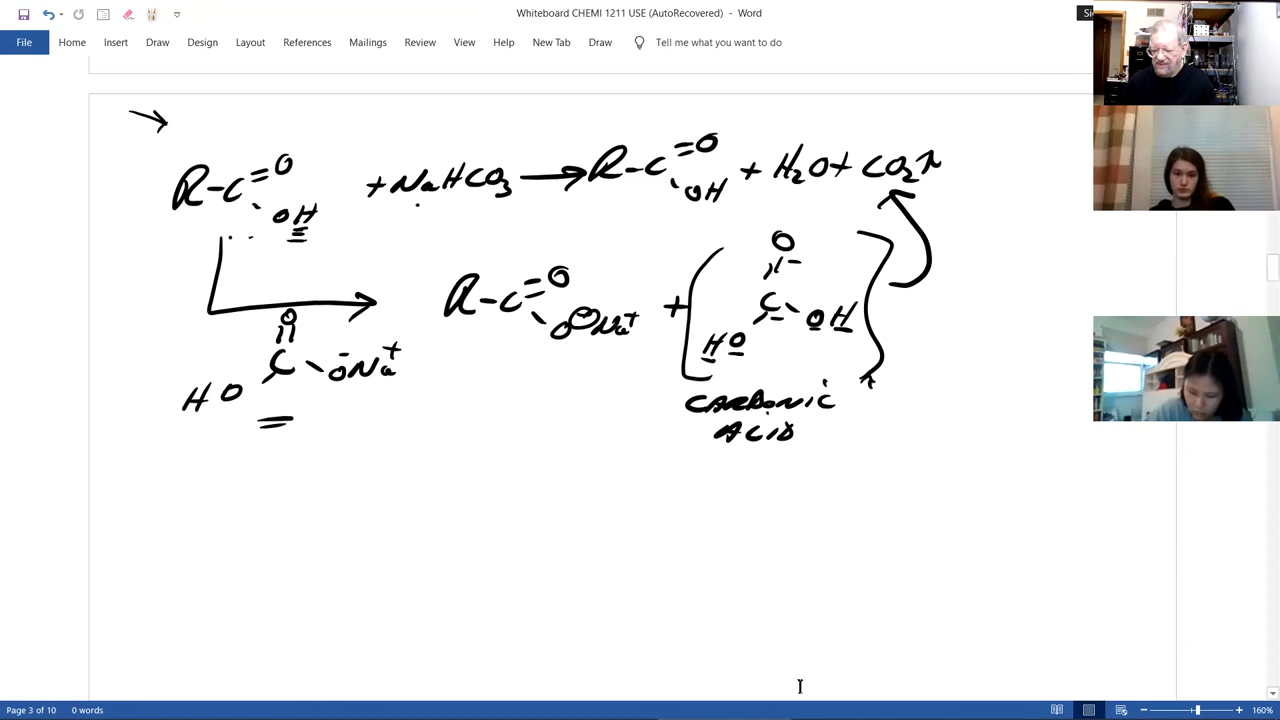 Whiteboard CHEMI 1211 USE (AutoRecovered) - Word
File Home Insert Draw Design Layout References Mailings Review View Help New Tab Draw Tell me what you want to do
R-C=O OH + NaHCO3 → R-C=O OH + H2O + CO2↑
R-C=O O⊖Na+ + [O=C OH HO]
HO C=O O-Na+
CARBONIC
ACID
Page 3 of 10 0 words 160%